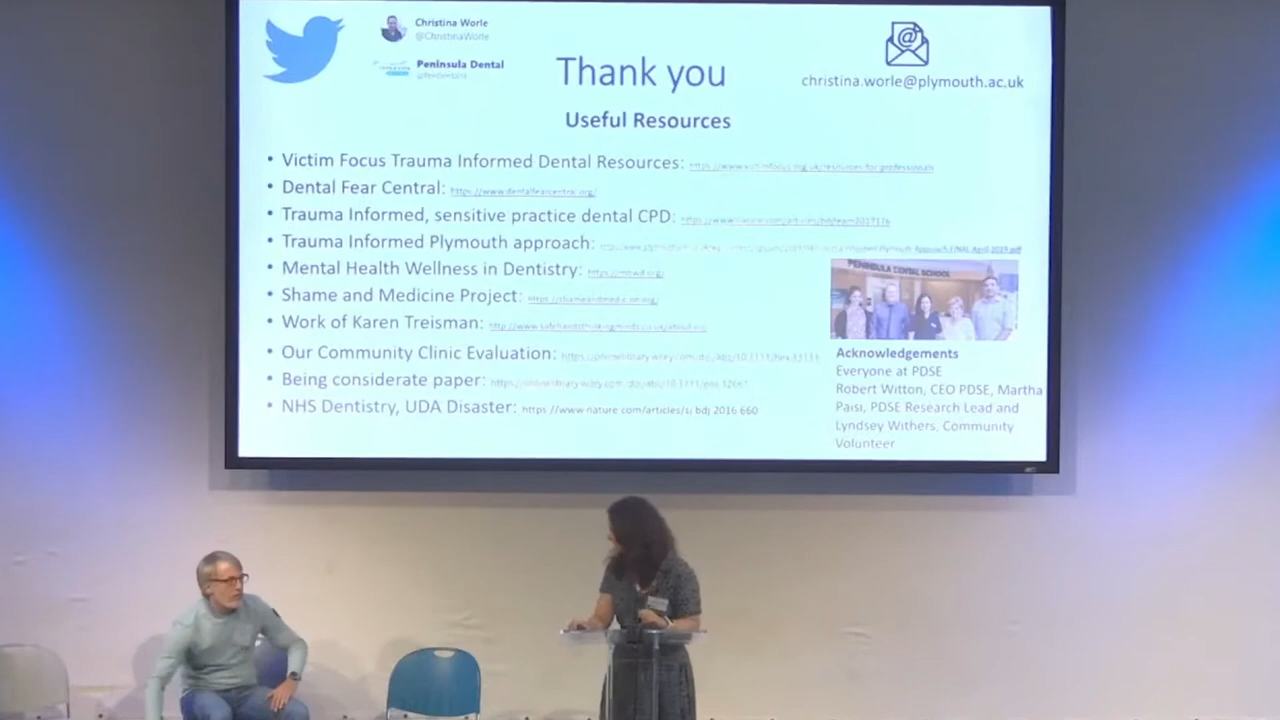 Christina Worle
@ChristinaWorle
Peninsula Dental
Thank you
christina.worle@plymouth.ac.uk
Useful Resources
• Victim Focus Trauma Informed Dental Resources:
• Dental Fear Central: https://www.dentalfearcentral.org/
• Trauma Informed, sensitive practice dental CPD:
• Trauma Informed Plymouth approach:
• Mental Health Wellness in Dentistry:
• Shame and Medicine Project:
• Work of Karen Treisman:
• Our Community Clinic Evaluation:
• Being considerate paper:
• NHS Dentistry, UDA Disaster: https://www.nature.com/articles/sj.bdj.2016.660
PENINSULA DENTAL SCHOOL
Acknowledgements
Everyone at PDSE
Robert Witton, CEO PDSE, Martha
Paisi, PDSE Research Lead and
Lyndsey Withers, Community
Volunteer